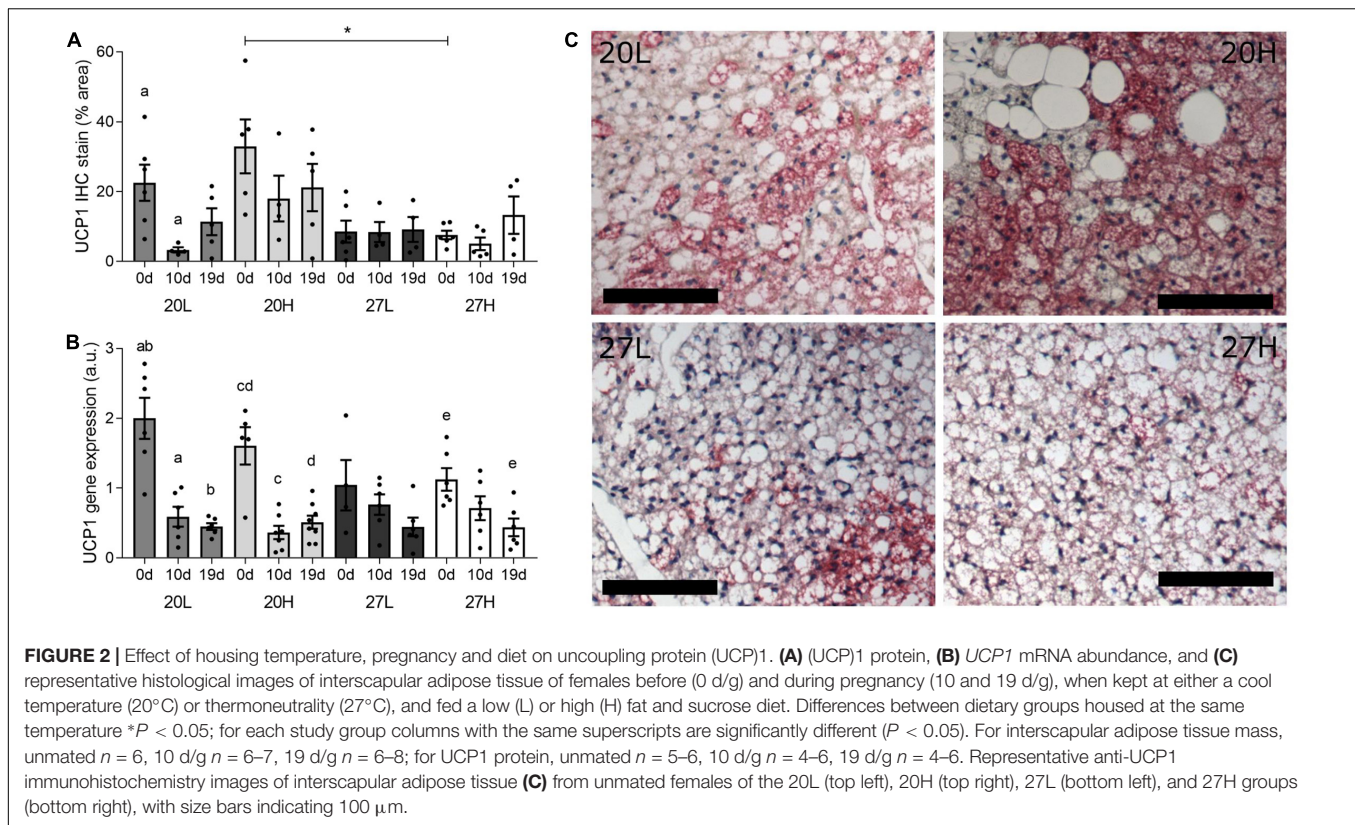 A
*
UCP1 IHC stain (% area)
60
40
20
0
a
a
0d 10d 19d 0d 10d 19d 0d 10d 19d 0d 10d 19d
20L 20H 27L 27H
B
UCP1 gene expression (a.u.)
3
2
1
0
ab
a
b
cd
c
d
e
e
0d 10d 19d 0d 10d 19d 0d 10d 19d 0d 10d 19d
20L 20H 27L 27H
C
20L
20H
27L
27H
FIGURE 2 | Effect of housing temperature, pregnancy and diet on uncoupling protein (UCP)1. (A) (UCP)1 protein, (B) UCP1 mRNA abundance, and (C)
representative histological images of interscapular adipose tissue of females before (0 d/g) and during pregnancy (10 and 19 d/g), when kept at either a cool
temperature (20°C) or thermoneutrality (27°C), and fed a low (L) or high (H) fat and sucrose diet. Differences between dietary groups housed at the same
temperature *P < 0.05; for each study group columns with the same superscripts are significantly different (P < 0.05). For interscapular adipose tissue mass,
unmated n = 6, 10 d/g n = 6–7, 19 d/g n = 6–8; for UCP1 protein, unmated n = 5–6, 10 d/g n = 4–6, 19 d/g n = 4–6. Representative anti-UCP1
immunohistochemistry images of interscapular adipose tissue (C) from unmated females of the 20L (top left), 20H (top right), 27L (bottom left), and 27H groups
(bottom right), with size bars indicating 100 μm.